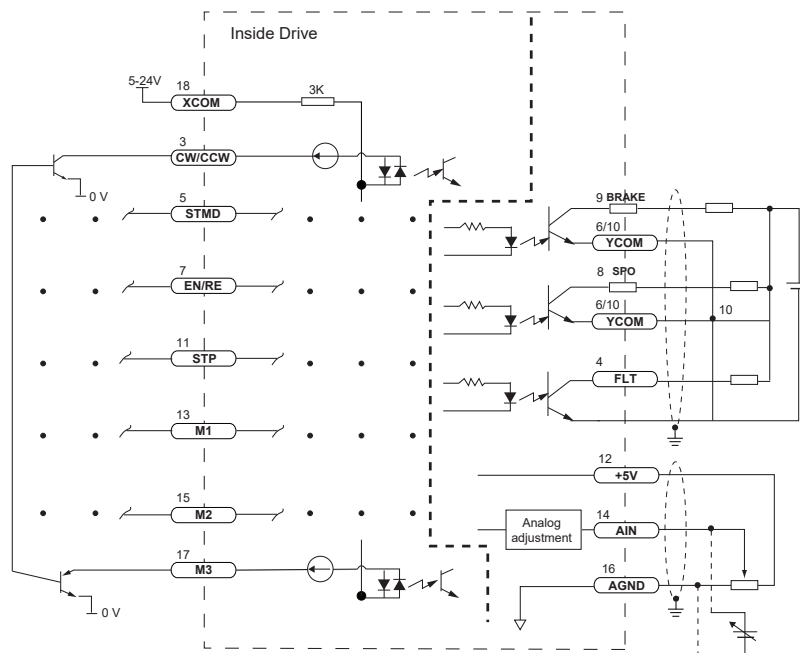 Inside Drive
5-24V
18
XCOM
3K
3
CW/CCW
0 V
5
STMD
7
EN/RE
11
STP
13
M1
15
M2
17
M3
0 V
9 BRAKE
6/10
YCOM
8 SPO
6/10
YCOM
10
4
FLT
12
+5V
14
AIN
Analog
adjustment
16
AGND